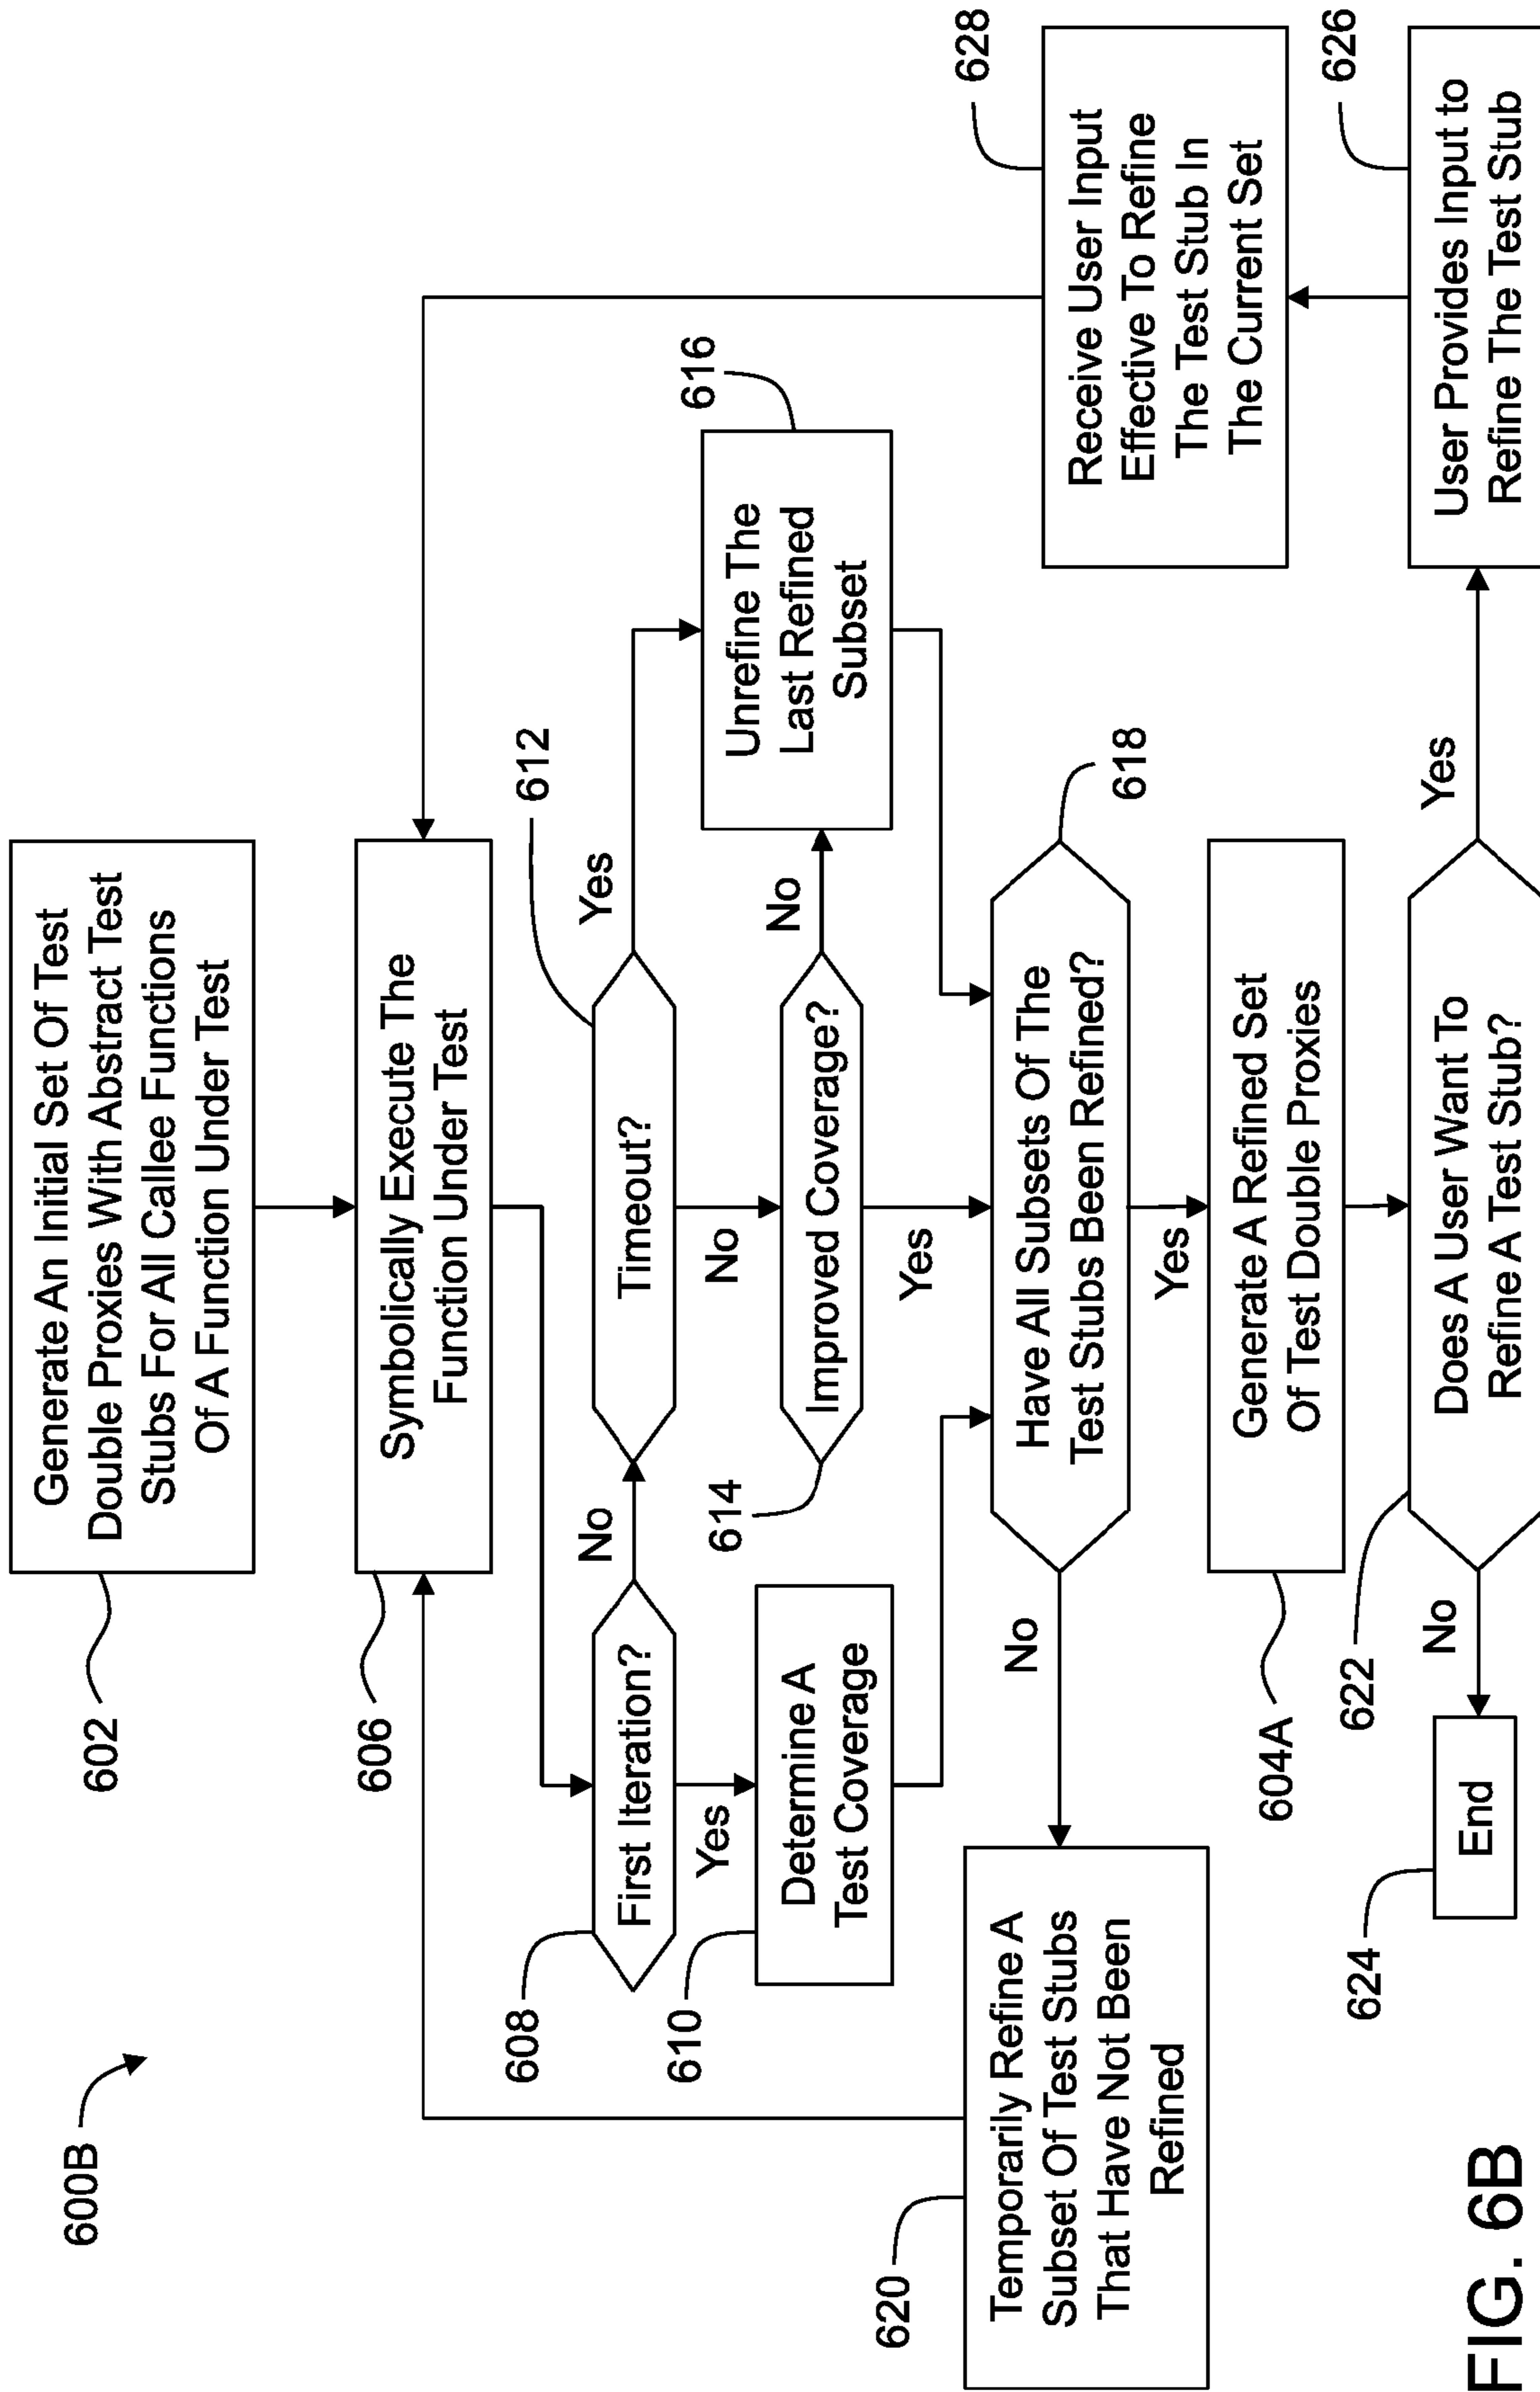 600B
602
Generate An Initial Set Of Test
Double Proxies With Abstract Test
Stubs For All Callee Functions
Of A Function Under Test
606
Symbolically Execute The
Function Under Test
608
First Iteration?
No
Yes
612
Timeout?
Yes
No
610
Determine A
Test Coverage
614
Improved Coverage?
No
Yes
616
Unrefine The
Last Refined
Subset
618
Have All Subsets Of The
Test Stubs Been Refined?
No
Yes
620
Temporarily Refine A
Subset Of Test Stubs
That Have Not Been
Refined
604A
Generate A Refined Set
Of Test Double Proxies
622
Does A User Want To
Refine A Test Stub?
No
Yes
624
End
626
User Provides Input to
Refine The Test Stub
628
Receive User Input
Effective To Refine
The Test Stub In
The Current Set
FIG. 6B